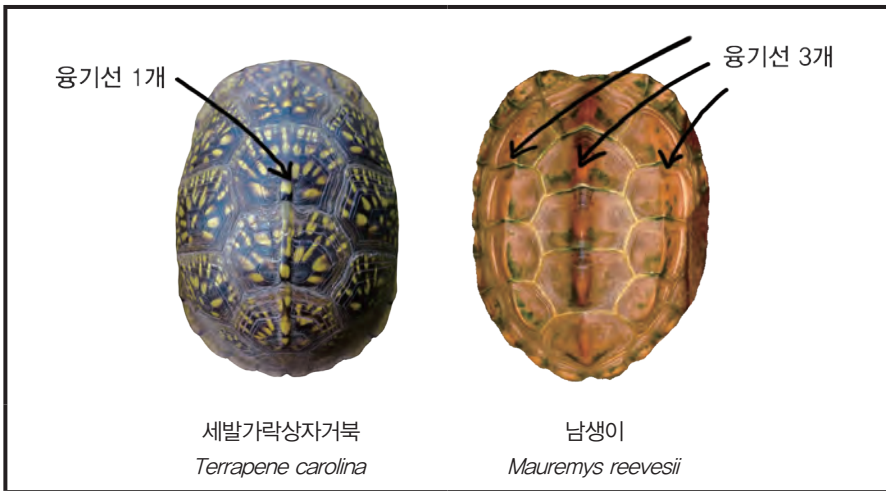 융기선 1개
융기선 3개
세발가락상자거북
Terrapene carolina
남생이
Mauremys reevesii